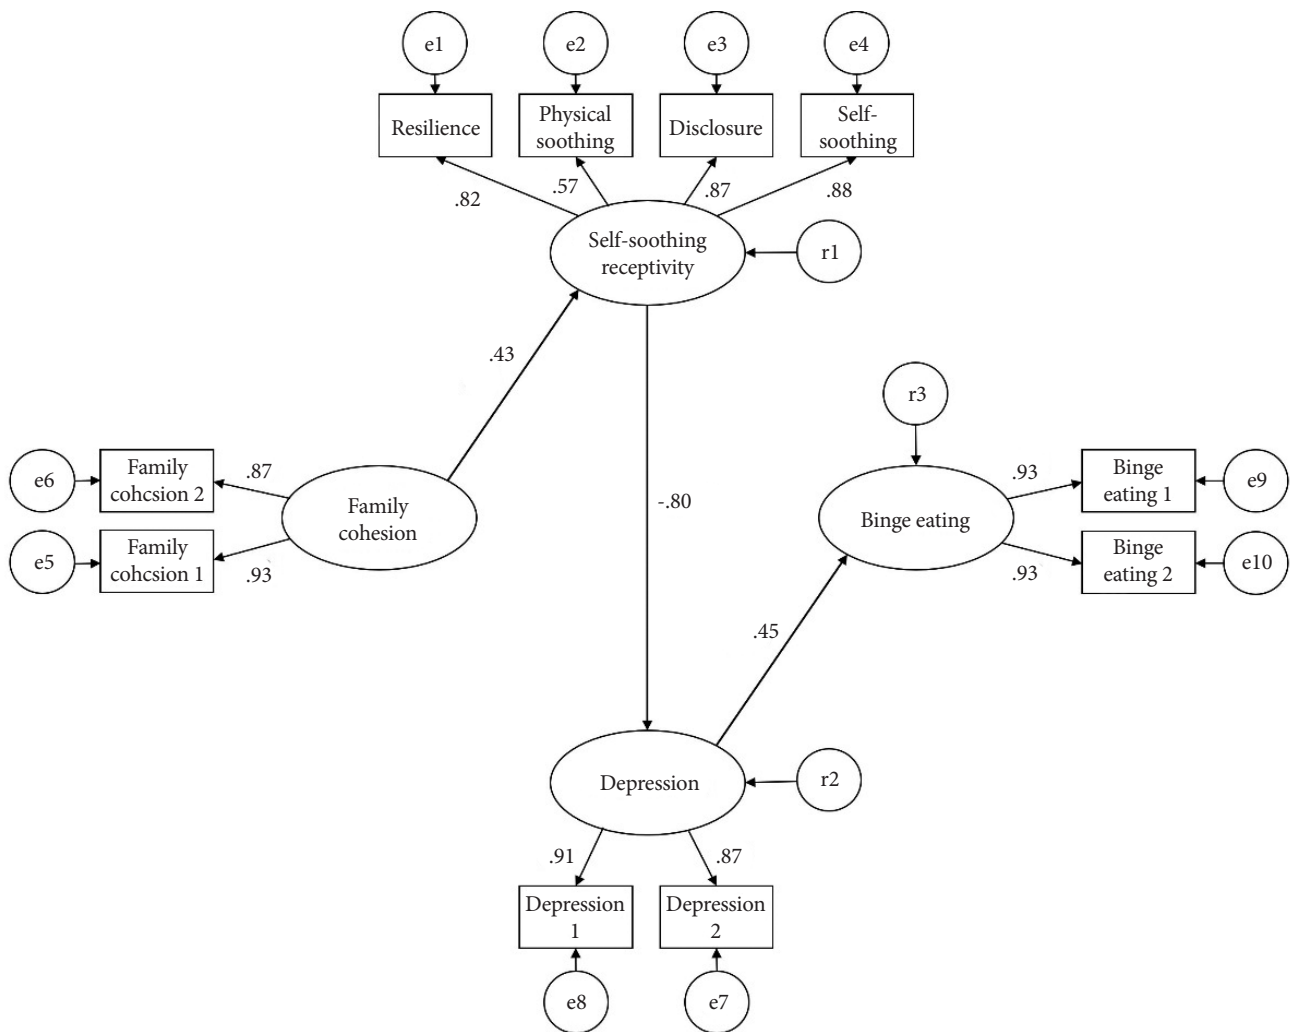 e1
e2
e3
e4
Resilience
Physical
soothing
Disclosure
Self-
soothing
.82
.57
.87
.88
Self-soothing
receptivity
r1
.43
r3
e6
Family
cohcsion 2
.87
e5
Family
cohcsion 1
.93
Family
cohesion
-.80
Binge eating
.93
Binge
eating 1
e9
.93
Binge
eating 2
e10
.45
Depression
r2
.91
.87
Depression
1
Depression
2
e8
e7